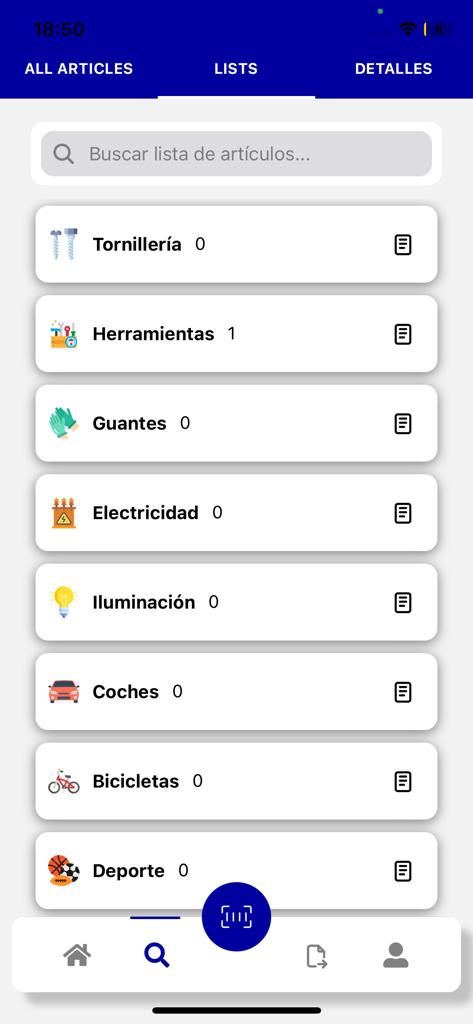 18:50
ALL ARTICLES LISTS DETALLES
Buscar lista de artículos...
Tornillería 0
Herramientas 1
Guantes 0
Electricidad 0
Iluminación 0
Coches 0
Bicicletas 0
Deporte 0